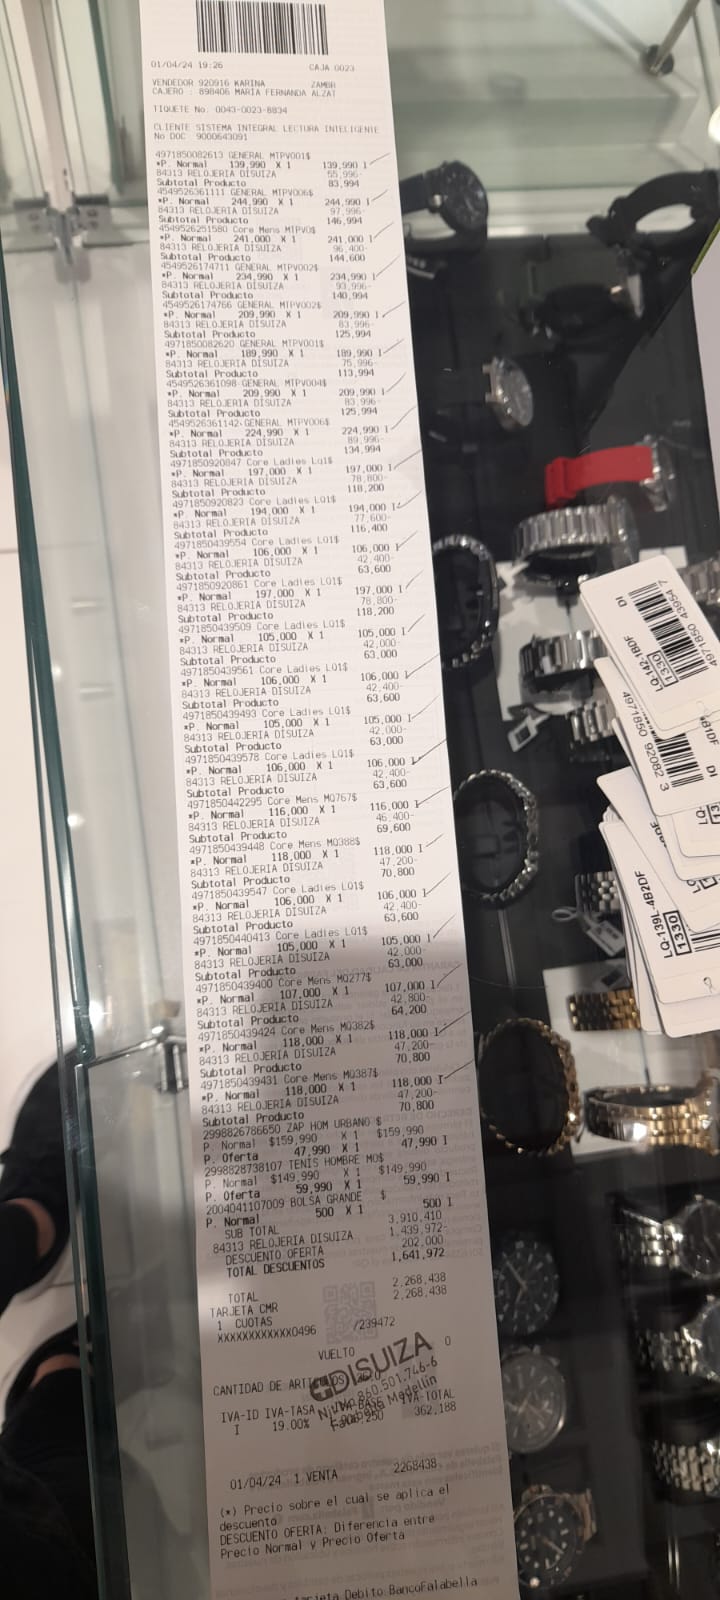 01/04/24 19:26 CAJA 0023
VENDEDOR 920916 KARINA ZAMBR
CAJERO : 898406 MARIA FERNANDA ALZAT
TIQUETE No. 0043-0023-8834
CLIENTE SISTEMA INTEGRAL LECTURA INTELIGENTE
No DOC 9000643091
4971850082613 GENERAL MTPV001$
*P. Normal 139,990 X 1 139,990 I
84313 RELOJERIA DISUIZA 55,996-
Subtotal Producto 83,994
4549526361111 GENERAL MTPV006$
*P. Normal 244,990 X 1 244,990 I
84313 RELOJERIA DISUIZA 97,996-
Subtotal Producto 146,994
4549526251580 Core Mens MTPV0$
*P. Normal 241,000 X 1 241,000 I
84313 RELOJERIA DISUIZA 96,400-
Subtotal Producto 144,600
4549526174711 GENERAL MTPV002$
*P. Normal 234,990 X 1 234,990 I
84313 RELOJERIA DISUIZA 93,996-
Subtotal Producto 140,994
4549526174766 GENERAL MTPV002$
*P. Normal 209,990 X 1 209,990 I
84313 RELOJERIA DISUIZA 83,996-
Subtotal Producto 125,994
4971850082620 GENERAL MTPV001$
*P. Normal 189,990 X 1 189,990 I
84313 RELOJERIA DISUIZA 75,996-
Subtotal Producto 113,994
4549526361098 GENERAL MTPV004$
*P. Normal 209,990 X 1 209,990 I
84313 RELOJERIA DISUIZA 83,996-
Subtotal Producto 125,994
4549526361142 GENERAL MTPV006$
*P. Normal 224,990 X 1 224,990 I
84313 RELOJERIA DISUIZA 89,996-
Subtotal Producto 134,994
4971850920847 Core Ladies LQ1$
*P. Normal 197,000 X 1 197,000 I
84313 RELOJERIA DISUIZA 78,800-
Subtotal Producto 118,200
4971850920823 Core Ladies LQ1$
*P. Normal 194,000 X 1 194,000 I
84313 RELOJERIA DISUIZA 77,600-
Subtotal Producto 116,400
4971850439554 Core Ladies LQ1$
*P. Normal 106,000 X 1 106,000 I
84313 RELOJERIA DISUIZA 42,400-
Subtotal Producto 63,600
4971850920861 Core Ladies LQ1$
*P. Normal 197,000 X 1 197,000 I
84313 RELOJERIA DISUIZA 78,800-
Subtotal Producto 118,200
4971850439509 Core Ladies LQ1$
*P. Normal 105,000 X 1 105,000 I
84313 RELOJERIA DISUIZA 42,000-
Subtotal Producto 63,000
4971850439561 Core Ladies LQ1$
*P. Normal 106,000 X 1 106,000 I
84313 RELOJERIA DISUIZA 42,400-
Subtotal Producto 63,600
4971850439493 Core Ladies LQ1$
*P. Normal 105,000 X 1 105,000 I
84313 RELOJERIA DISUIZA 42,000-
Subtotal Producto 63,000
4971850439578 Core Ladies LQ1$
*P. Normal 106,000 X 1 106,000 I
84313 RELOJERIA DISUIZA 42,400-
Subtotal Producto 63,600
4971850442295 Core Mens MQ767$
*P. Normal 116,000 X 1 116,000 I
84313 RELOJERIA DISUIZA 46,400-
Subtotal Producto 69,600
4971850439448 Core Mens MQ388$
*P. Normal 118,000 X 1 118,000 I
84313 RELOJERIA DISUIZA 47,200-
Subtotal Producto 70,800
4971850439547 Core Ladies LQ1$
*P. Normal 106,000 X 1 106,000 I
84313 RELOJERIA DISUIZA 42,400-
Subtotal Producto 63,600
4971850440413 Core Ladies LQ1$
*P. Normal 105,000 X 1 105,000 I
84313 RELOJERIA DISUIZA 42,000-
Subtotal Producto 63,000
4971850439400 Core Mens MQ277$
*P. Normal 107,000 X 1 107,000 I
84313 RELOJERIA DISUIZA 42,800-
Subtotal Producto 64,200
4971850439424 Core Mens MQ382$
*P. Normal 118,000 X 1 118,000 I
84313 RELOJERIA DISUIZA 47,200-
Subtotal Producto 70,800
4971850439431 Core Mens MQ387$
*P. Normal 118,000 X 1 118,000 I
84313 RELOJERIA DISUIZA 47,200-
Subtotal Producto 70,800
2998826786650 ZAP HOM URBANO $
P. Normal $159,990 X 1 $159,990
P. Oferta 47,990 X 1 47,990 I
2998828738107 TENIS HOMBRE MO$
P. Normal $149,990 X 1 $149,990
P. Oferta 59,990 X 1 59,990 I
2004041107009 BOLSA GRANDE $
P. Normal 500 X 1 500 I
SUB TOTAL 3,910,410
84313 RELOJERIA DISUIZA 1,439,972-
DESCUENTO OFERTA 202,000
TOTAL DESCUENTOS 1,641,972
TOTAL 2,268,438
TARJETA CMR 2,268,438
1 CUOTAS
XXXXXXXXXXXX0496 /239472
VUELTO 0
DISUIZA
Nit. 860.501.746-6
Falabella Medellín
CANTIDAD DE
IVA-ID IVA-TASA IVA-TOTAL
I 19.00% 362,188
01/04/24 1 VENTA 2268438
(*) Precio sobre el cual se aplica el
descuento
DESCUENTO OFERTA: Diferencia entre
Precio Normal y Precio Oferta
Debito BancoFalabella
LQ-142-1BDF DI
1330
4971850 43954 7
4971850 92082 3
DI
LQ-139L-4B2DF
1330